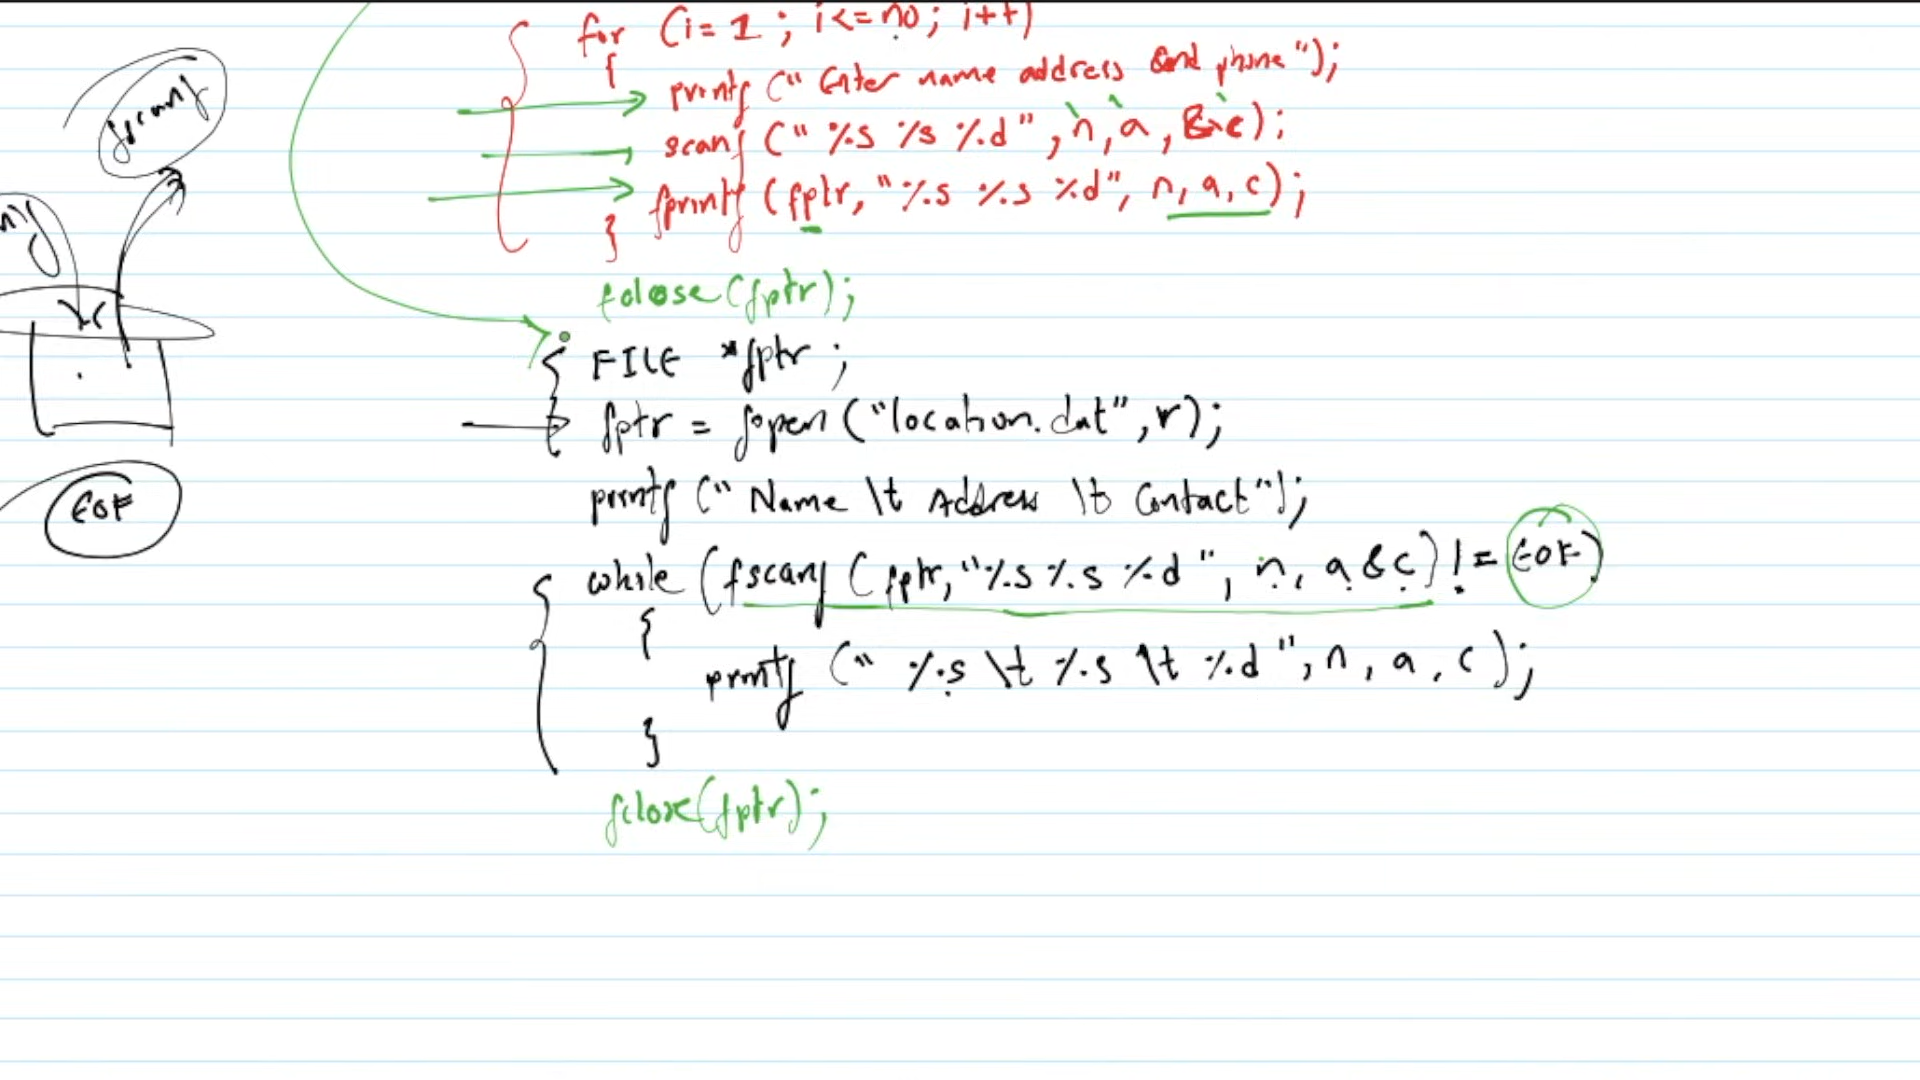 for (i=1 ; i<=no; i++)
{
printf (" Enter name address and phone");
scanf (" %s %s %d", n, a, &c);
fprintf (fptr, "%s %s %d", n, a, c);
}
fclose(fptr);
FILE *fptr ;
fptr = fopen ("location.dat", r);
printf (" Name \t Address \t Contact");
while (fscanf (fptr,"%s %s %d ", n, a &c) != EOF)
{
printf (" %s \t %s \t %d ", n, a, c );
}
fclose(fptr);
fscanf
EOF